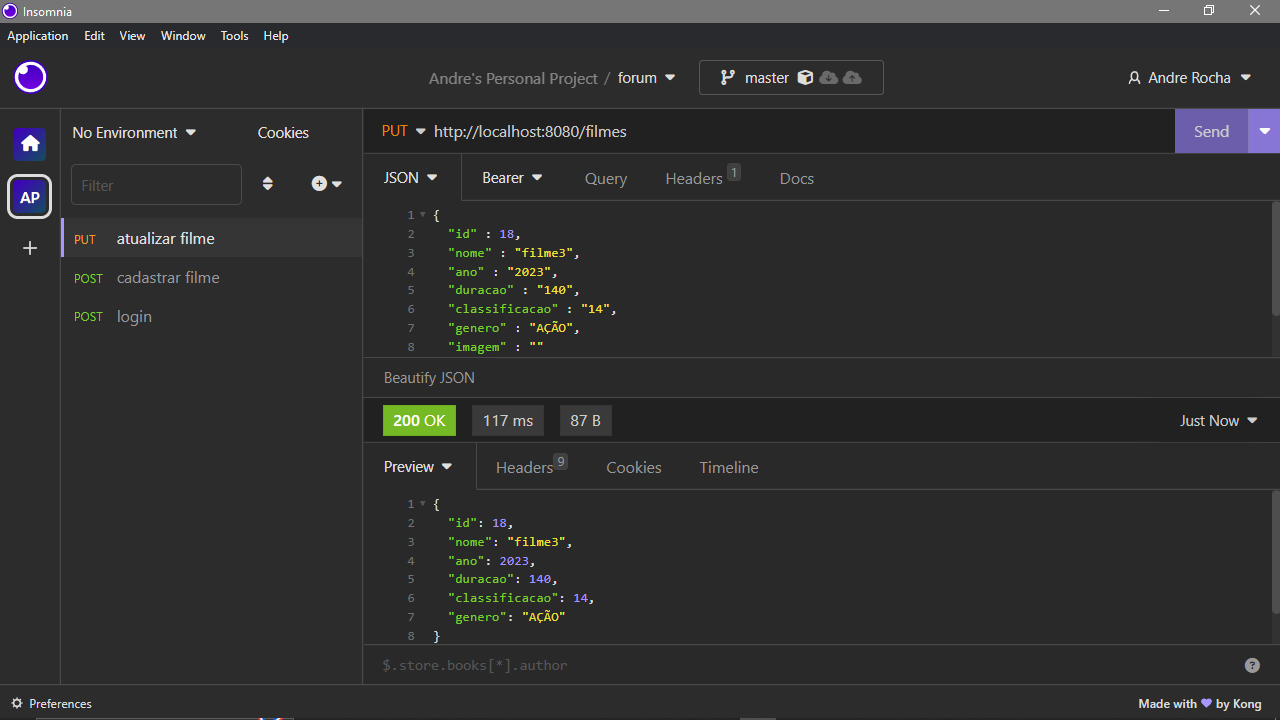 Insomnia
Application Edit View Window Tools Help
Andre's Personal Project / forum master Andre Rocha
No Environment Cookies
Filter
AP
PUT atualizar filme
POST cadastrar filme
POST login
PUT http://localhost:8080/filmes Send
JSON Bearer Query Headers 1 Docs
1 {
2 "id" : 18,
3 "nome" : "filme3",
4 "ano" : "2023",
5 "duracao" : "140",
6 "classificacao" : "14",
7 "genero" : "AÇÃO",
8 "imagem" : ""
Beautify JSON
200 OK 117 ms 87 B Just Now
Preview Headers 9 Cookies Timeline
1 {
2 "id": 18,
3 "nome": "filme3",
4 "ano": 2023,
5 "duracao": 140,
6 "classificacao": 14,
7 "genero": "AÇÃO"
8 }
$.store.books[*].author ?
Preferences Made with 💜 by Kong